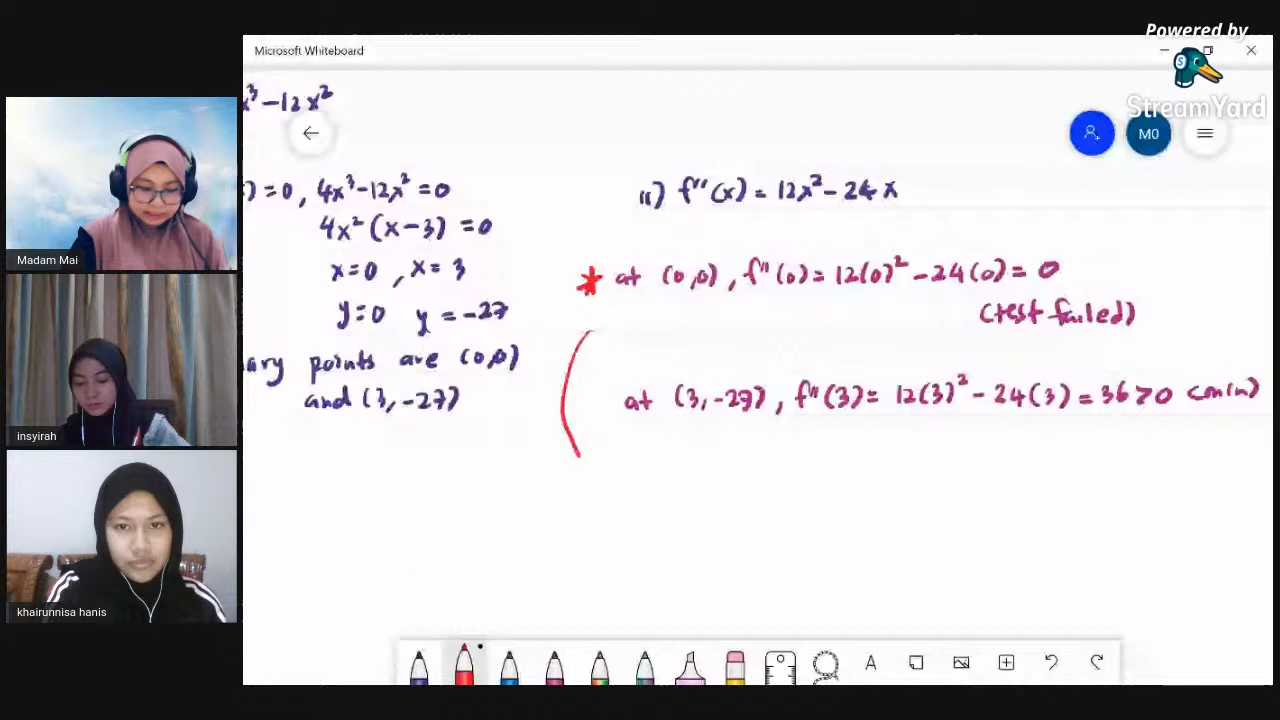 Powered by
StreamYard
Microsoft Whiteboard
x³ − 12x²
M0
) = 0, 4x³ − 12x² = 0
4x² (x − 3) = 0
x = 0, x = 3
y = 0 y = −27
ary points are (0,0)
and (3, −27)
ii) f''(x) = 12x² − 24x
* at (0,0), f''(0) = 12(0)² − 24(0) = 0
(test failed)
at (3, −27), f''(3) = 12(3)² − 24(3) = 36 > 0 (min)
Madam Mai
insyirah
khairunnisa hanis
A